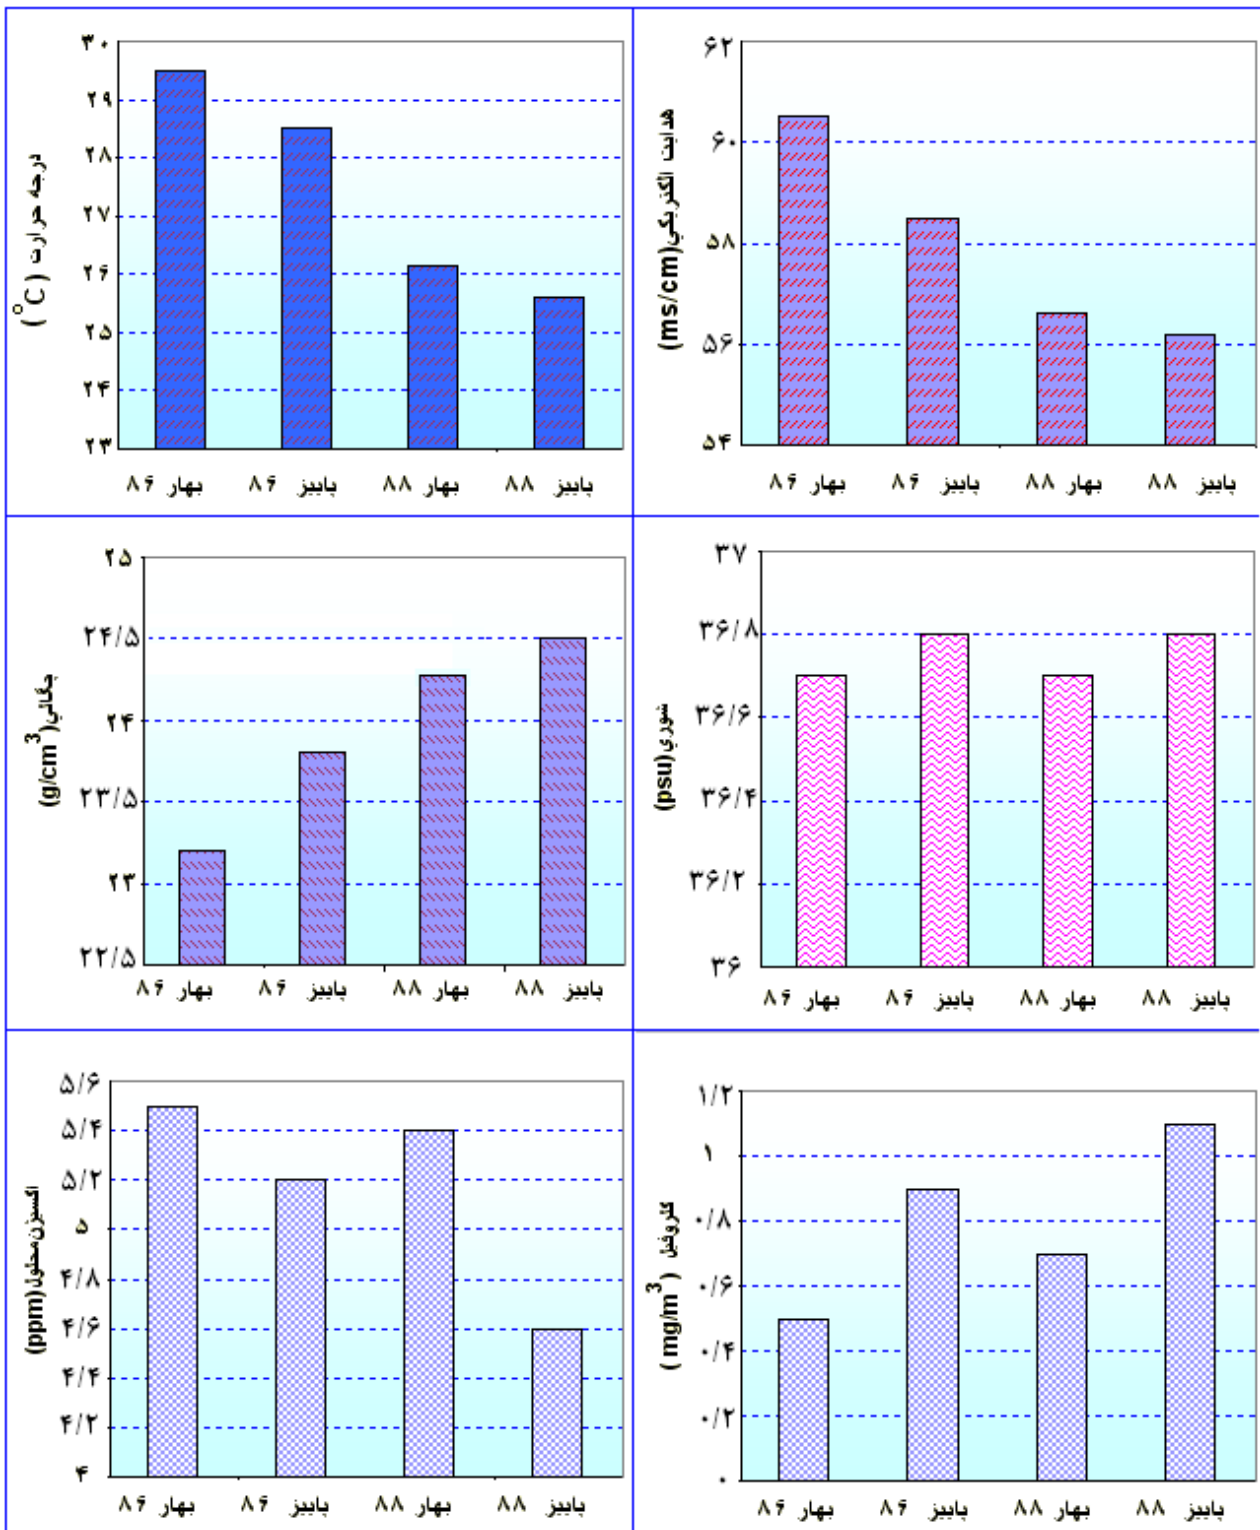 درجه حرارت (°C)
۳۰
۲۹
۲۸
۲۷
۲۶
۲۵
۲۴
۲۳
بهار ۸۶
پاییز ۸۶
بهار ۸۸
پاییز ۸۸
هدایت الکتریکي(ms/cm)
۶۲
۶۰
۵۸
۵۶
۵۴
بهار ۸۶
پاییز ۸۶
بهار ۸۸
پاییز ۸۸
چگالي(g/cm³)
۲۵
۲۴/۵
۲۴
۲۳/۵
۲۳
۲۲/۵
بهار ۸۶
پاییز ۸۶
بهار ۸۸
پاییز ۸۸
شوري(psu)
۳۷
۳۶/۸
۳۶/۶
۳۶/۴
۳۶/۲
۳۶
بهار ۸۶
پاییز ۸۶
بهار ۸۸
پاییز ۸۸
اکسیژن محلول(ppm)
۵/۶
۵/۴
۵/۲
۵
۴/۸
۴/۶
۴/۴
۴/۲
۴
بهار ۸۶
پاییز ۸۶
بهار ۸۸
پاییز ۸۸
کلروفیل (mg/m³)
۱/۲
۱
۰/۸
۰/۶
۰/۴
۰/۲
۰
بهار ۸۶
پاییز ۸۶
بهار ۸۸
پاییز ۸۸